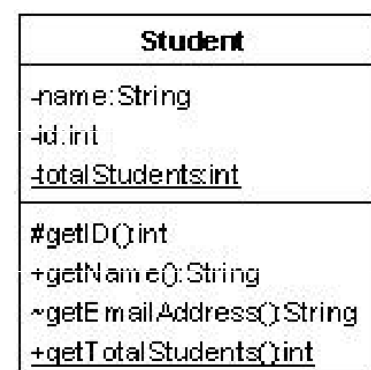 Student
-name:String
-id:int
-totalStudents:int
#getID():int
+getName():String
~getEmailAddress():String
+getTotalStudents():int